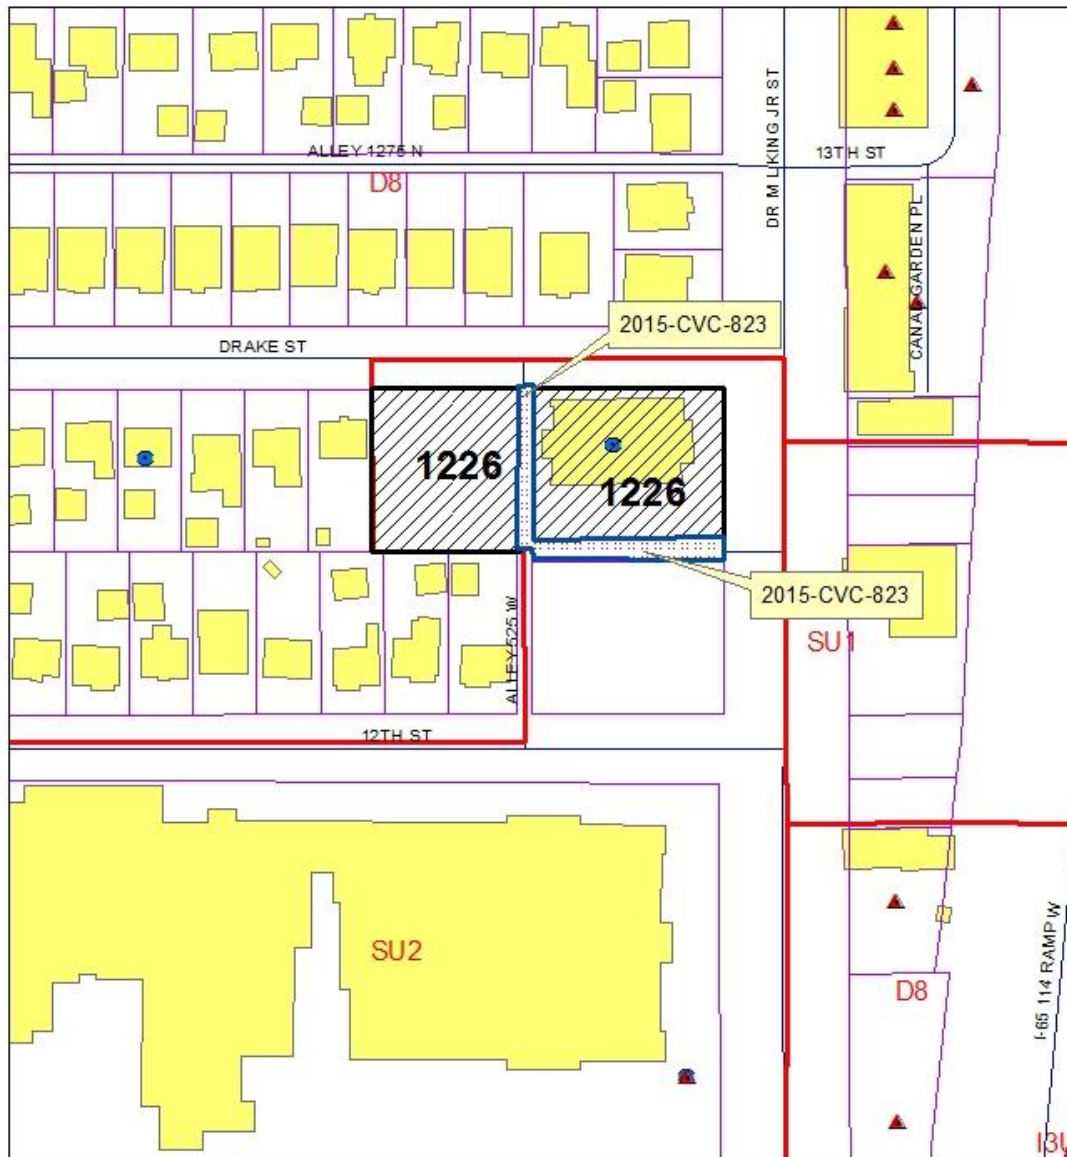 DR M L KING JR ST
ALLEY 1275 N
13TH ST
D8
CANAL GARDEN PL
2015-CVC-823
DRAKE ST
1226
1226
2015-CVC-823
ALLEY 525 W
SU1
12TH ST
SU2
D8
I-65 114 RAMP W
I3U